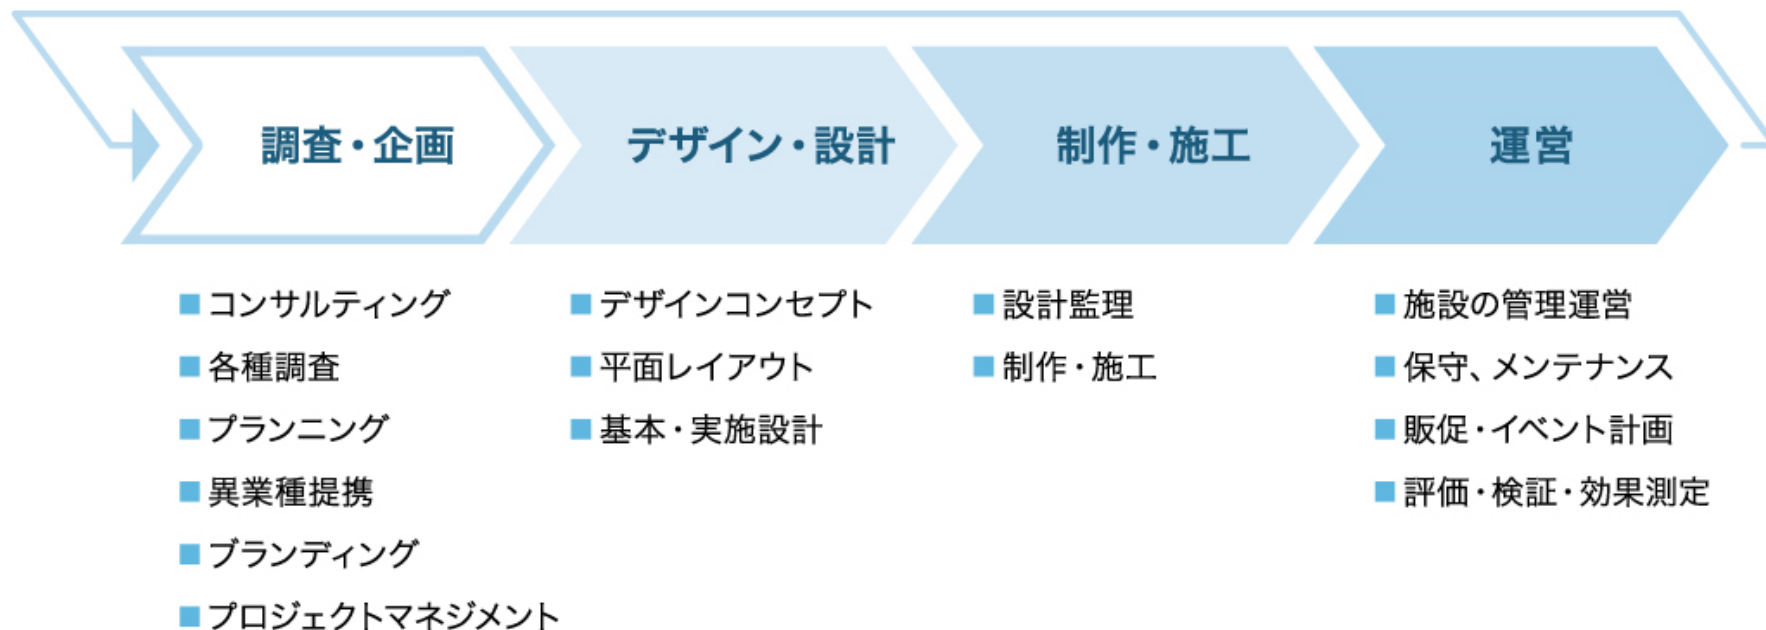 調査・企画
デザイン・設計
制作・施工
運営
コンサルティング
各種調査
プランニング
異業種提携
ブランディング
プロジェクトマネジメント
デザインコンセプト
平面レイアウト
基本・実施設計
設計監理
制作・施工
施設の管理運営
保守、メンテナンス
販促・イベント計画
評価・検証・効果測定